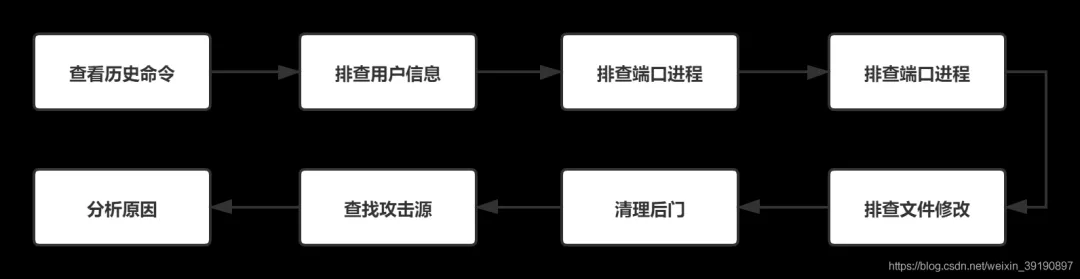 查看历史命令
排查用户信息
排查端口进程
排查端口进程
排查文件修改
清理后门
查找攻击源
分析原因
https://blog.csdn.net/weixin_39190897